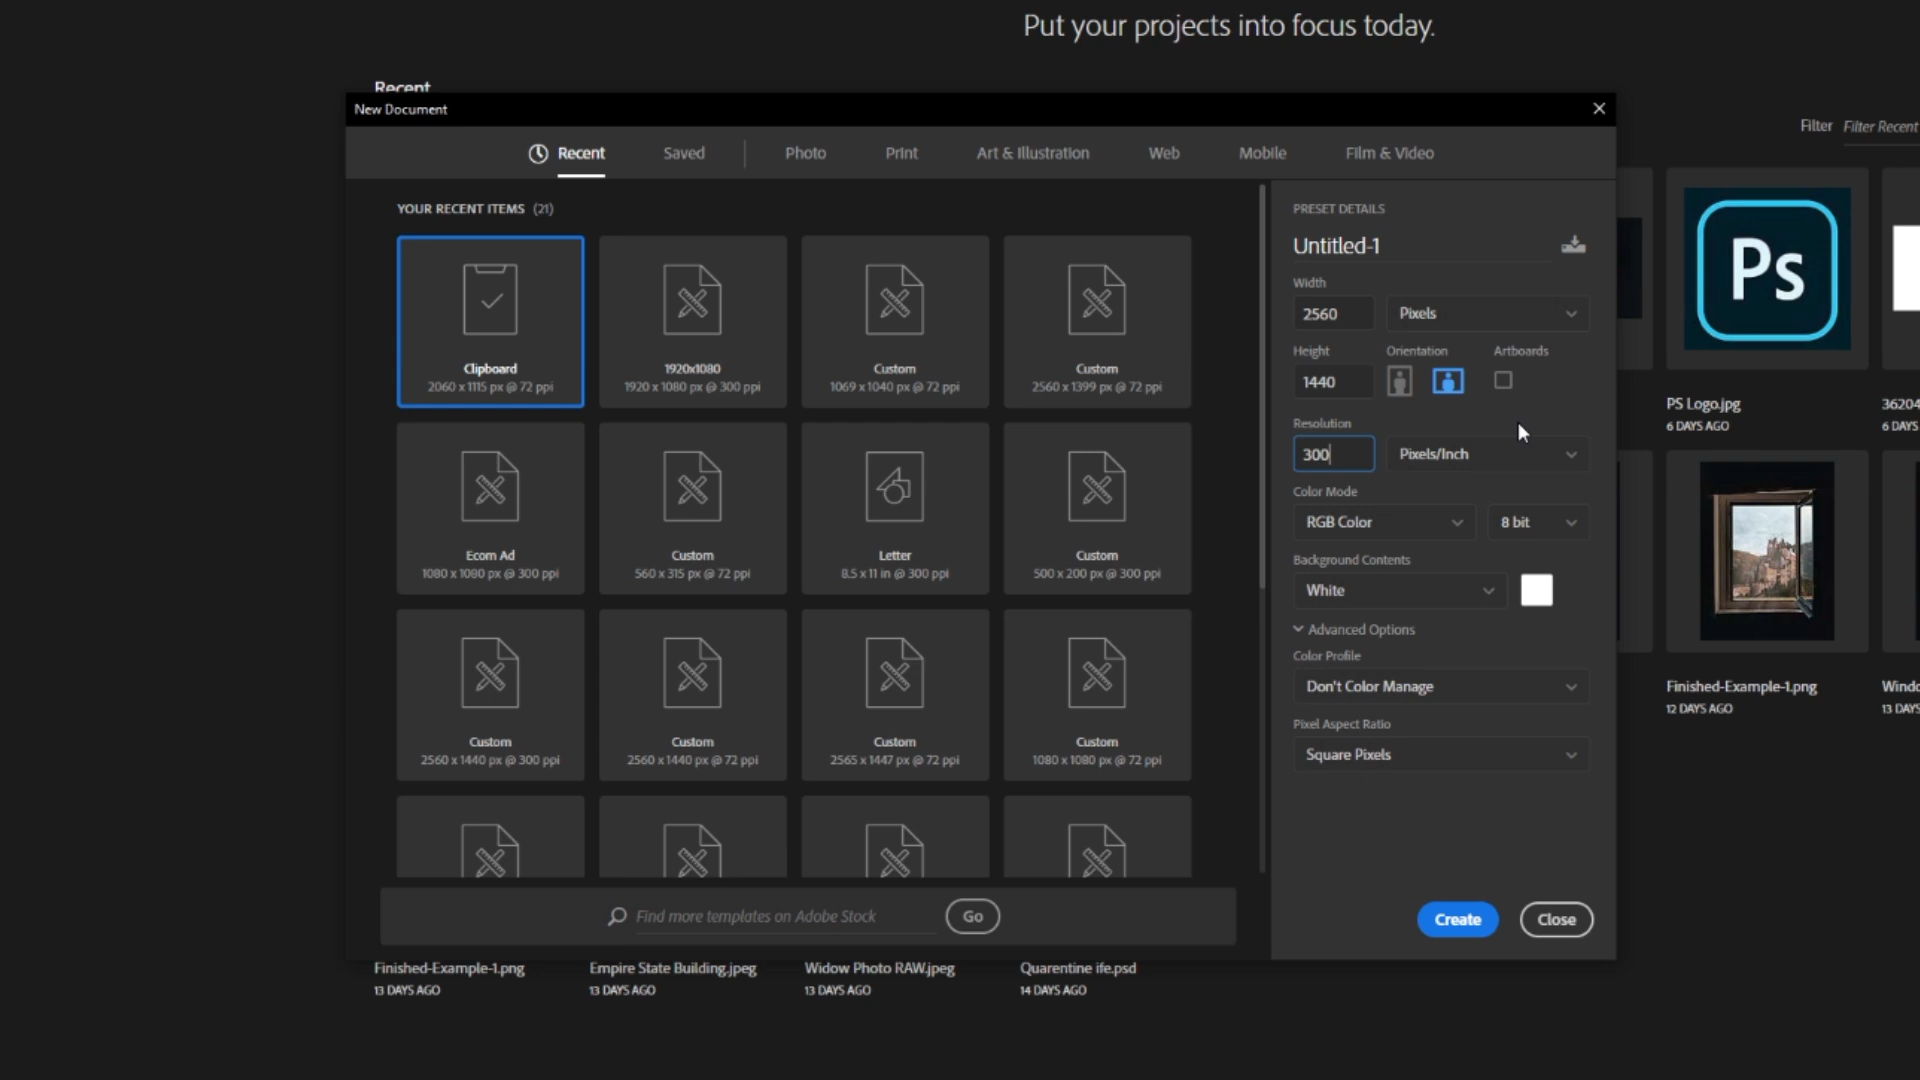 Put your projects into focus today.
Recent
New Document
Filter Filter Recent
Recent Saved Photo Print Art & Illustration Web Mobile Film & Video
YOUR RECENT ITEMS (21)
Clipboard
2060 x 1115 px @ 72 ppi
1920x1080
1920 x 1080 px @ 300 ppi
Custom
1069 x 1040 px @ 72 ppi
Custom
2560 x 1399 px @ 72 ppi
Ecom Ad
1080 x 1080 px @ 300 ppi
Custom
560 x 315 px @ 72 ppi
Letter
8.5 x 11 in @ 300 ppi
Custom
500 x 200 px @ 300 ppi
Custom
2560 x 1440 px @ 300 ppi
Custom
2560 x 1440 px @ 72 ppi
Custom
2565 x 1447 px @ 72 ppi
Custom
1080 x 1080 px @ 72 ppi
Find more templates on Adobe Stock
Go
PRESET DETAILS
Untitled-1
Width
2560 Pixels
Height Orientation Artboards
1440
Resolution
300 Pixels/Inch
Color Mode
RGB Color 8 bit
Background Contents
White
Advanced Options
Color Profile
Don't Color Manage
Pixel Aspect Ratio
Square Pixels
Create Close
Ps
PS Logo.jpg
6 DAYS AGO
36204
6 DAYS
Finished-Example-1.png
12 DAYS AGO
Windo
13 DAYS
Finished-Example-1.png
13 DAYS AGO
Empire State Building.jpeg
13 DAYS AGO
Widow Photo RAW.jpeg
13 DAYS AGO
Quarentine ife.psd
14 DAYS AGO